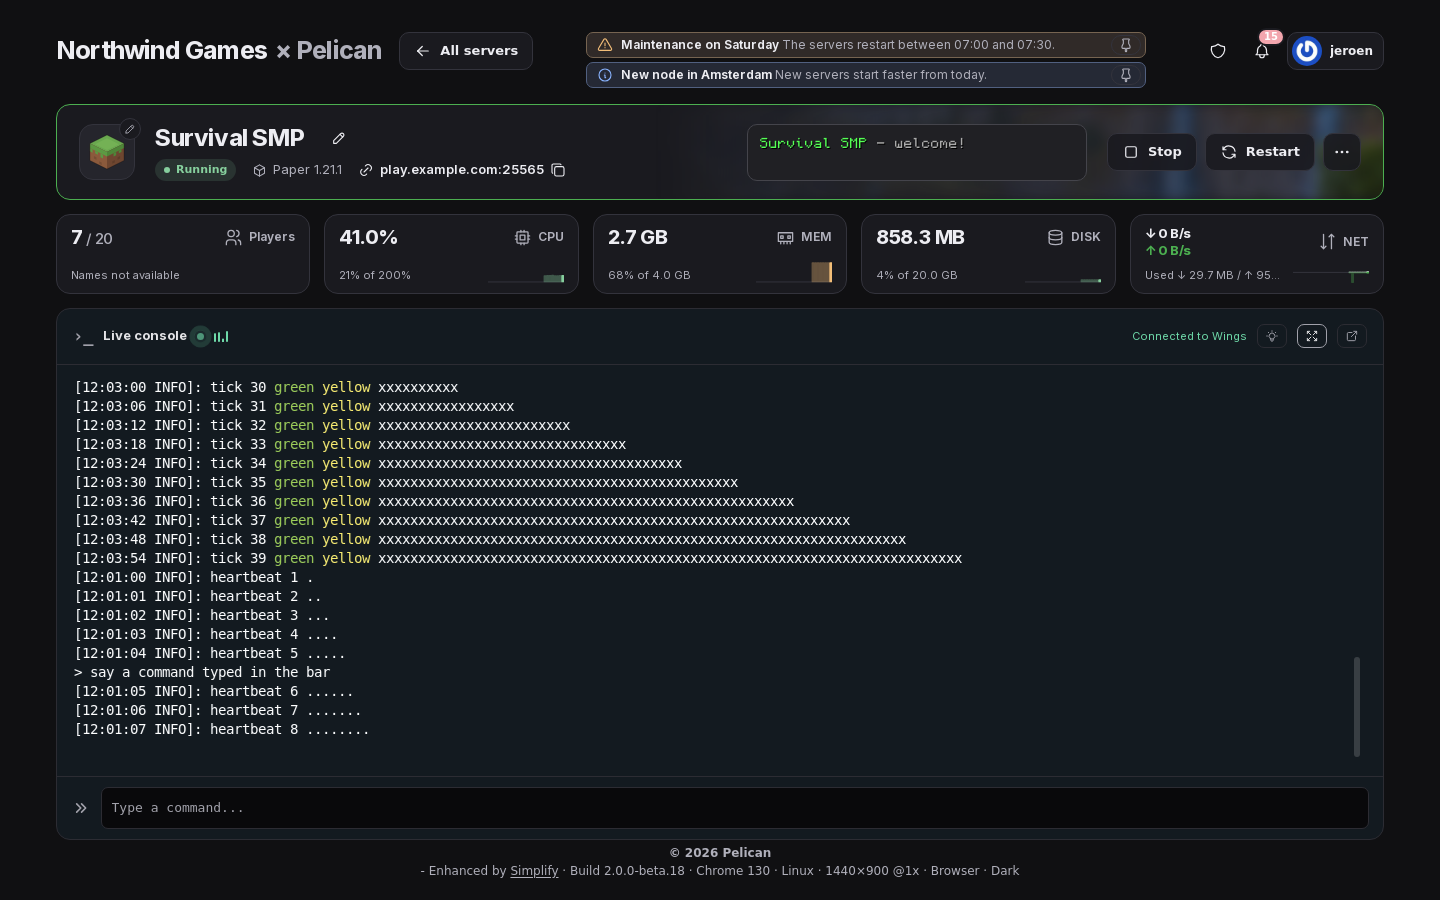 Northwind Games × Pelican
All servers
Maintenance on Saturday The servers restart between 07:00 and 07:30.
New node in Amsterdam New servers start faster from today.
15
jeroen
Survival SMP
Running
Paper 1.21.1
play.example.com:25565
Survival SMP – welcome!
Stop
Restart
7 / 20
Players
Names not available
41.0%
CPU
21% of 200%
2.7 GB
MEM
68% of 4.0 GB
858.3 MB
DISK
4% of 20.0 GB
↓ 0 B/s
↑ 0 B/s
NET
Used ↓ 29.7 MB / ↑ 95...
Live console
Connected to Wings
[12:03:00 INFO]: tick 30 green yellow xxxxxxxxxx
[12:03:06 INFO]: tick 31 green yellow xxxxxxxxxxxxxxxxx
[12:03:12 INFO]: tick 32 green yellow xxxxxxxxxxxxxxxxxxxxxxxx
[12:03:18 INFO]: tick 33 green yellow xxxxxxxxxxxxxxxxxxxxxxxxxxxxxxx
[12:03:24 INFO]: tick 34 green yellow xxxxxxxxxxxxxxxxxxxxxxxxxxxxxxxxxxxxxx
[12:03:30 INFO]: tick 35 green yellow xxxxxxxxxxxxxxxxxxxxxxxxxxxxxxxxxxxxxxxxxxxxx
[12:03:36 INFO]: tick 36 green yellow xxxxxxxxxxxxxxxxxxxxxxxxxxxxxxxxxxxxxxxxxxxxxxxxxxxx
[12:03:42 INFO]: tick 37 green yellow xxxxxxxxxxxxxxxxxxxxxxxxxxxxxxxxxxxxxxxxxxxxxxxxxxxxxxxxxxx
[12:03:48 INFO]: tick 38 green yellow xxxxxxxxxxxxxxxxxxxxxxxxxxxxxxxxxxxxxxxxxxxxxxxxxxxxxxxxxxxxxxxxxx
[12:03:54 INFO]: tick 39 green yellow xxxxxxxxxxxxxxxxxxxxxxxxxxxxxxxxxxxxxxxxxxxxxxxxxxxxxxxxxxxxxxxxxxxxxxxxx
[12:01:00 INFO]: heartbeat 1 .
[12:01:01 INFO]: heartbeat 2 ..
[12:01:02 INFO]: heartbeat 3 ...
[12:01:03 INFO]: heartbeat 4 ....
[12:01:04 INFO]: heartbeat 5 .....
> say a command typed in the bar
[12:01:05 INFO]: heartbeat 6 ......
[12:01:06 INFO]: heartbeat 7 .......
[12:01:07 INFO]: heartbeat 8 ........
Type a command...
© 2026 Pelican
- Enhanced by Simplify · Build 2.0.0-beta.18 · Chrome 130 · Linux · 1440×900 @1x · Browser · Dark